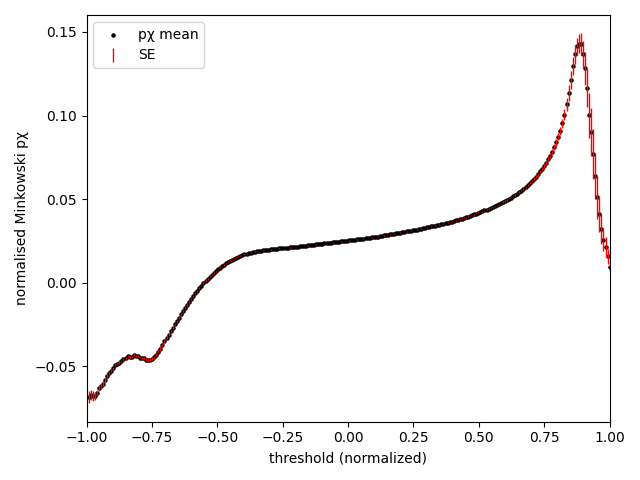 pχ mean
SE
normalised Minkowski pχ
0.15
0.10
0.05
0.00
−0.05
−1.00 −0.75 −0.50 −0.25 0.00 0.25 0.50 0.75 1.00
threshold (normalized)